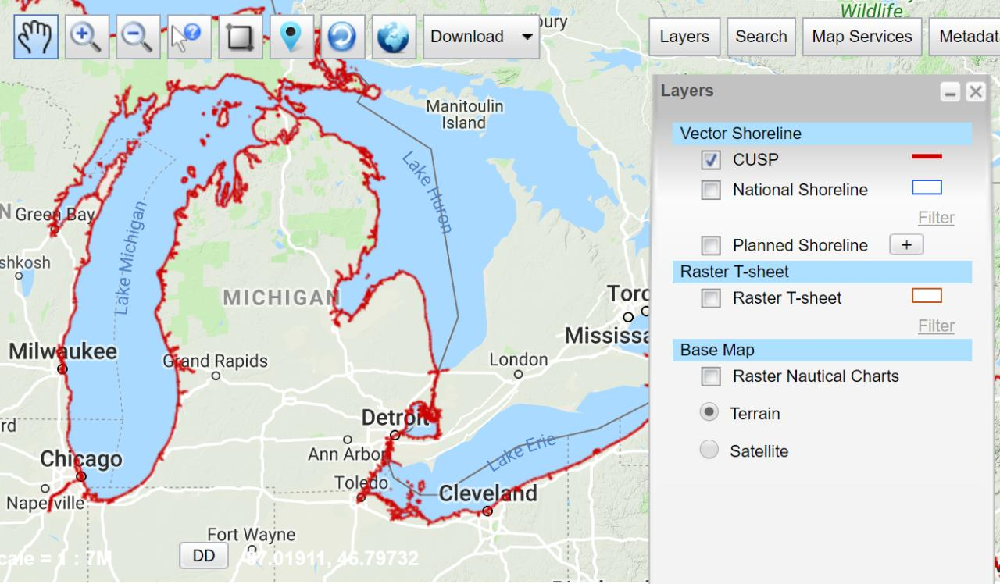 Wildlife
bury
Download
Layers
Search
Map Services
Metadat
Layers
Vector Shoreline
CUSP
National Shoreline
Filter
Planned Shoreline
+
Raster T-sheet
Raster T-sheet
Filter
Base Map
Raster Nautical Charts
Terrain
Satellite
Manitoulin
Island
Lake Huron
N
Green Bay
shkosh
Lake Michigan
MICHIGAN
Toro
Mississa
Milwaukee
Grand Rapids
London
rd
Detroit
Ann Arbor
Lake Erie
Chicago
Toledo
Naperville
Cleveland
Fort Wayne
cale = 1 : 7M
DD
87.01911, 46.79732